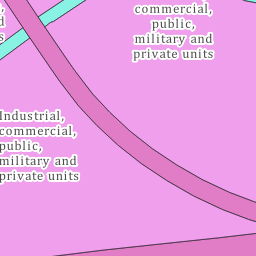 commercial,
public,
military and
private units
Industrial,
commercial,
public,
military and
private units